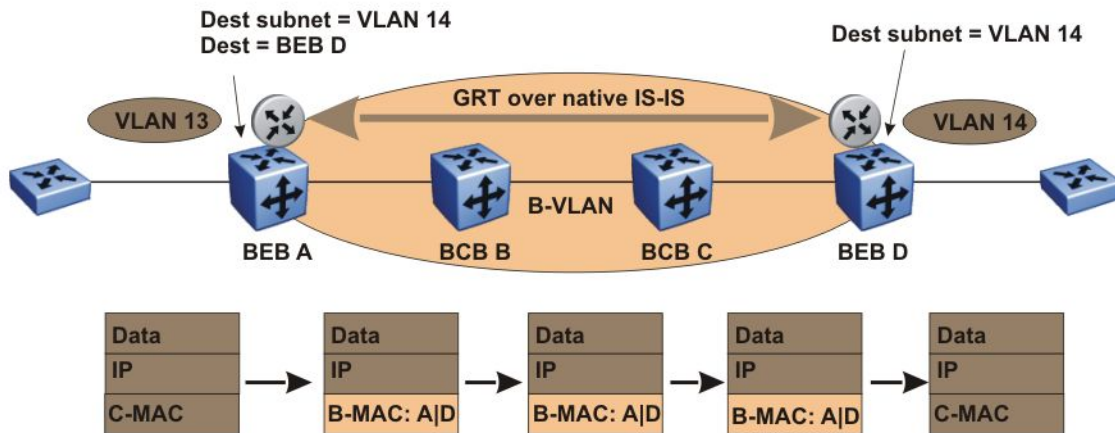 Dest subnet = VLAN 14
Dest = BEB D
Dest subnet = VLAN 14
GRT over native IS-IS
VLAN 13
VLAN 14
B-VLAN
BEB A
BCB B
BCB C
BEB D
Data
IP
C-MAC
Data
IP
B-MAC: A|D
Data
IP
B-MAC: A|D
Data
IP
B-MAC: A|D
Data
IP
C-MAC